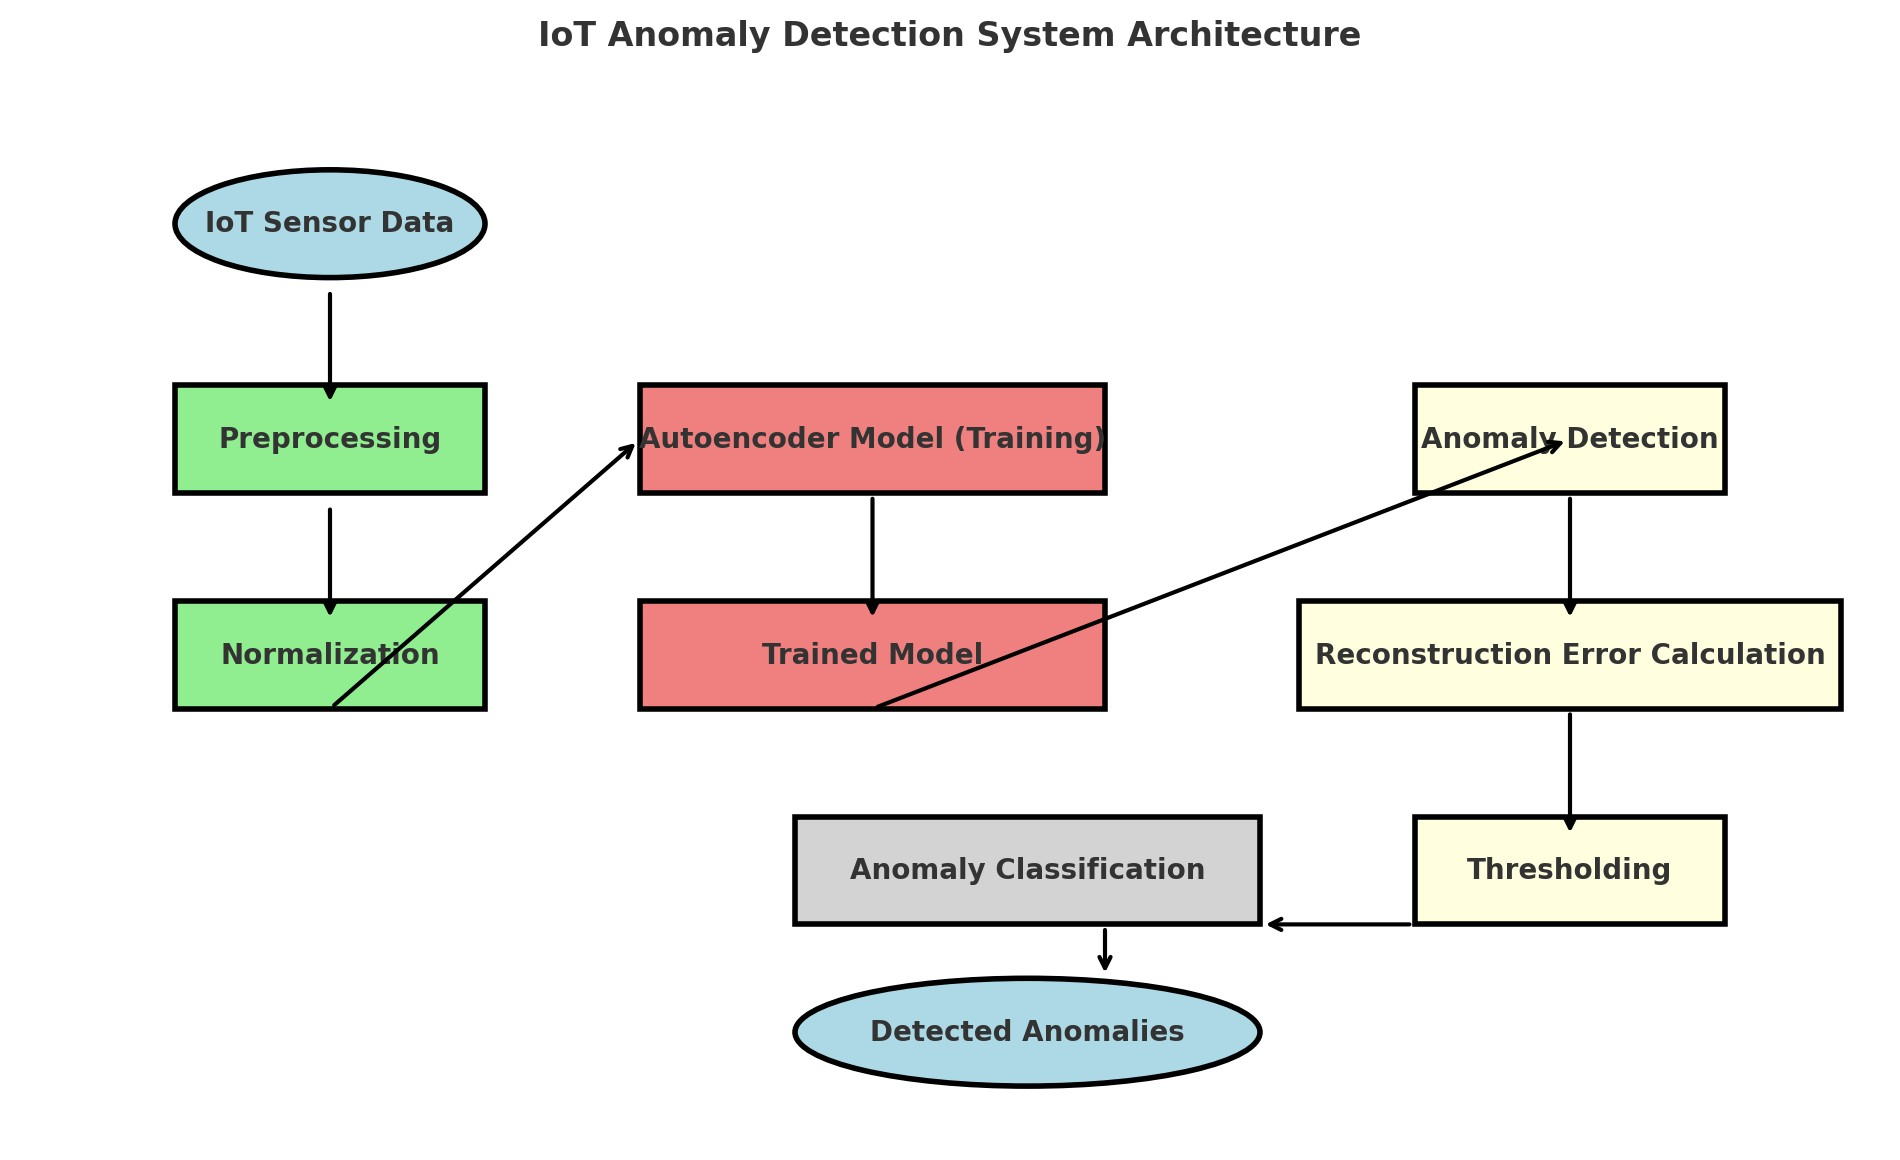 IoT Anomaly Detection System Architecture
IoT Sensor Data
Preprocessing
Normalization
Autoencoder Model (Training)
Trained Model
Anomaly Detection
Reconstruction Error Calculation
Thresholding
Anomaly Classification
Detected Anomalies